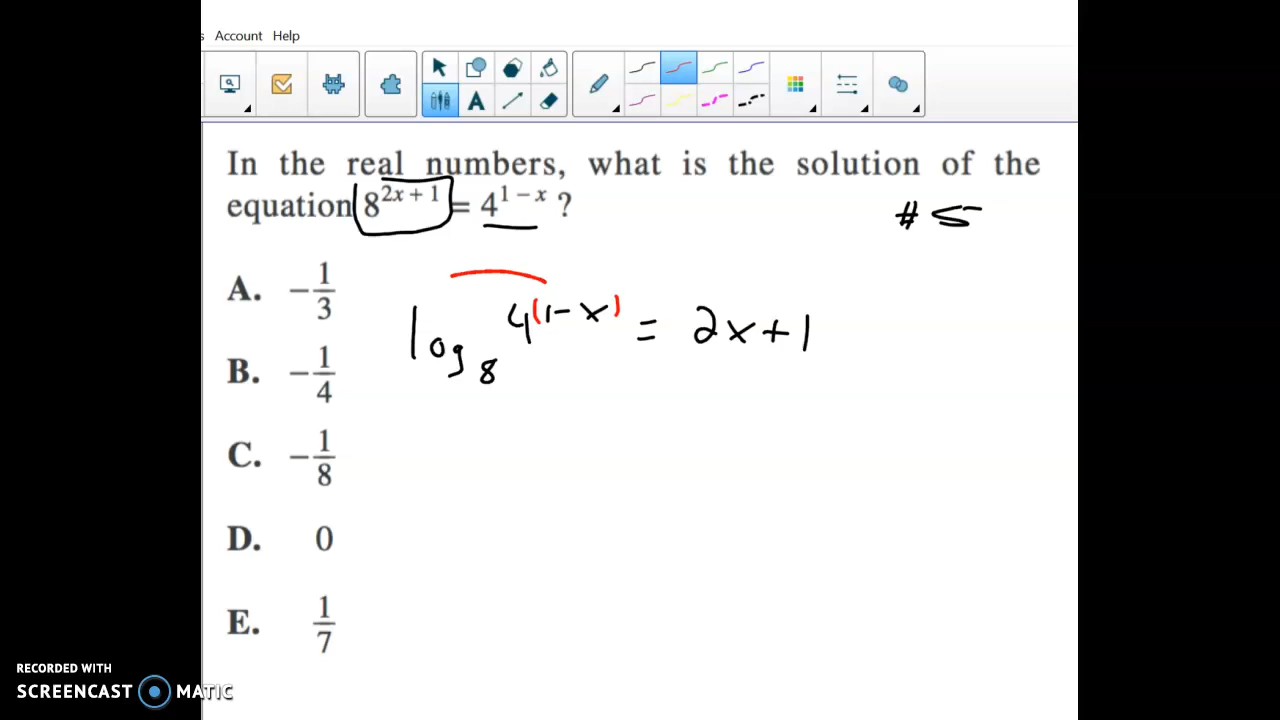 s Account Help
A
In the real numbers, what is the solution of the
equation 8^{2x + 1} = 4^{1 − x} ?
# 5
A. −1/3
log_8 4^{(1-x)} = 2x+1
B. −1/4
C. −1/8
D. 0
E. 1/7
RECORDED WITH
SCREENCAST MATIC